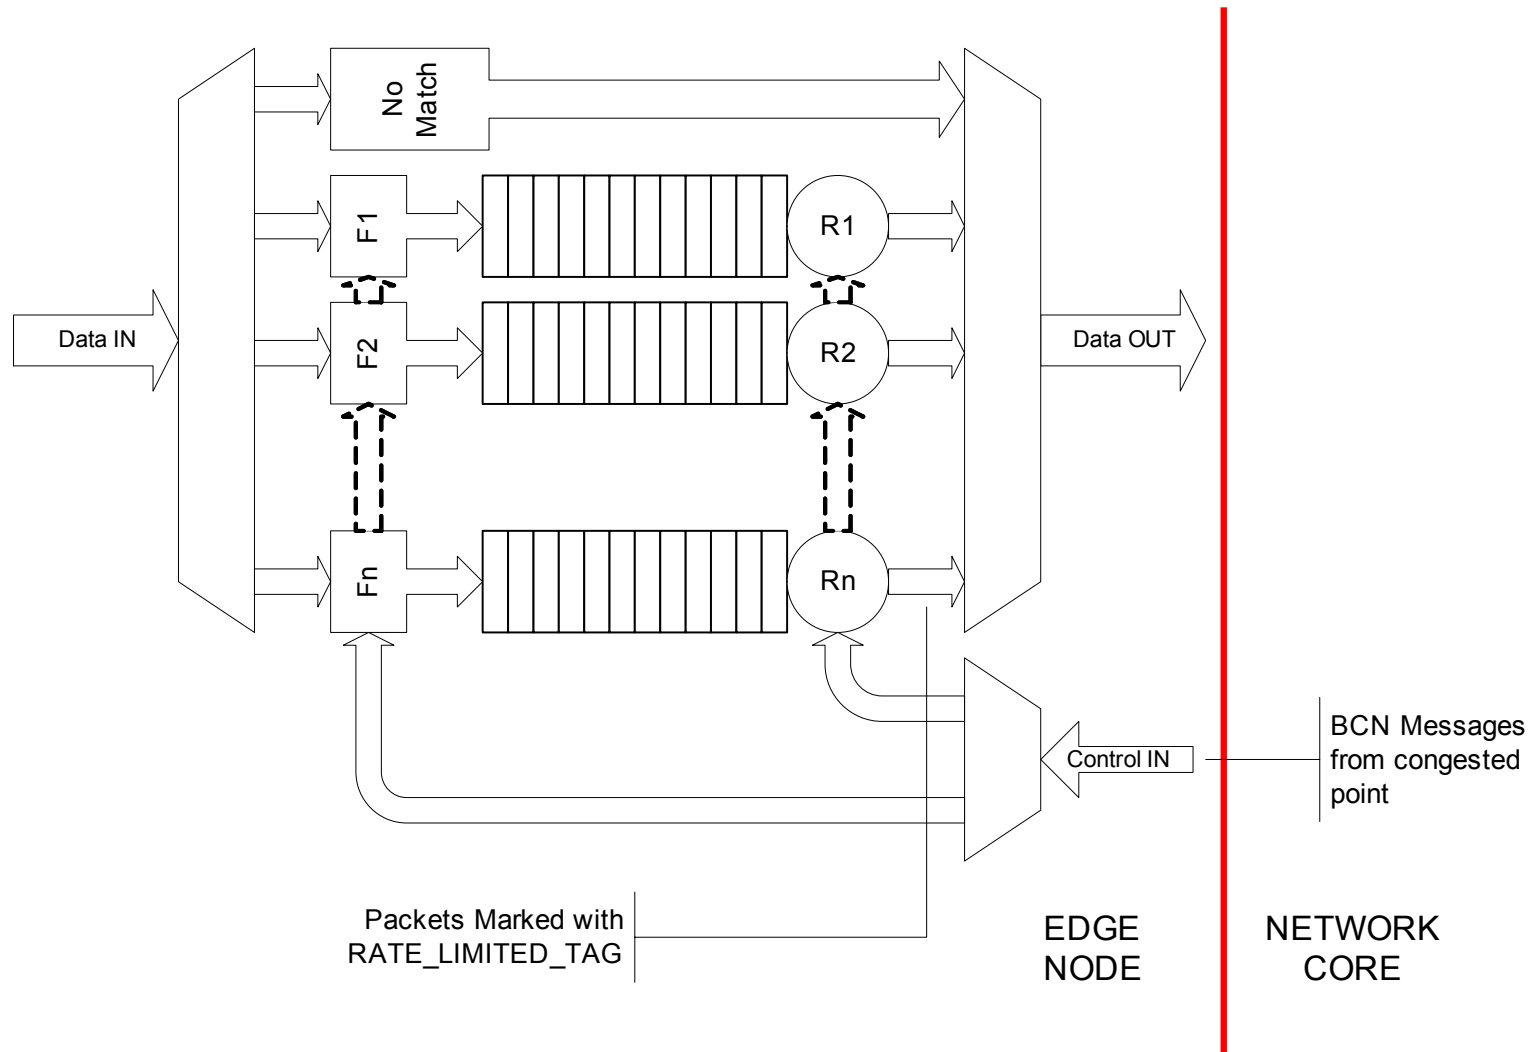 No
Match
F1
R1
Data IN
F2
R2
Data OUT
Fn
Rn
Control IN
BCN Messages
from congested
point
Packets Marked with
RATE_LIMITED_TAG
EDGE
NODE
NETWORK
CORE